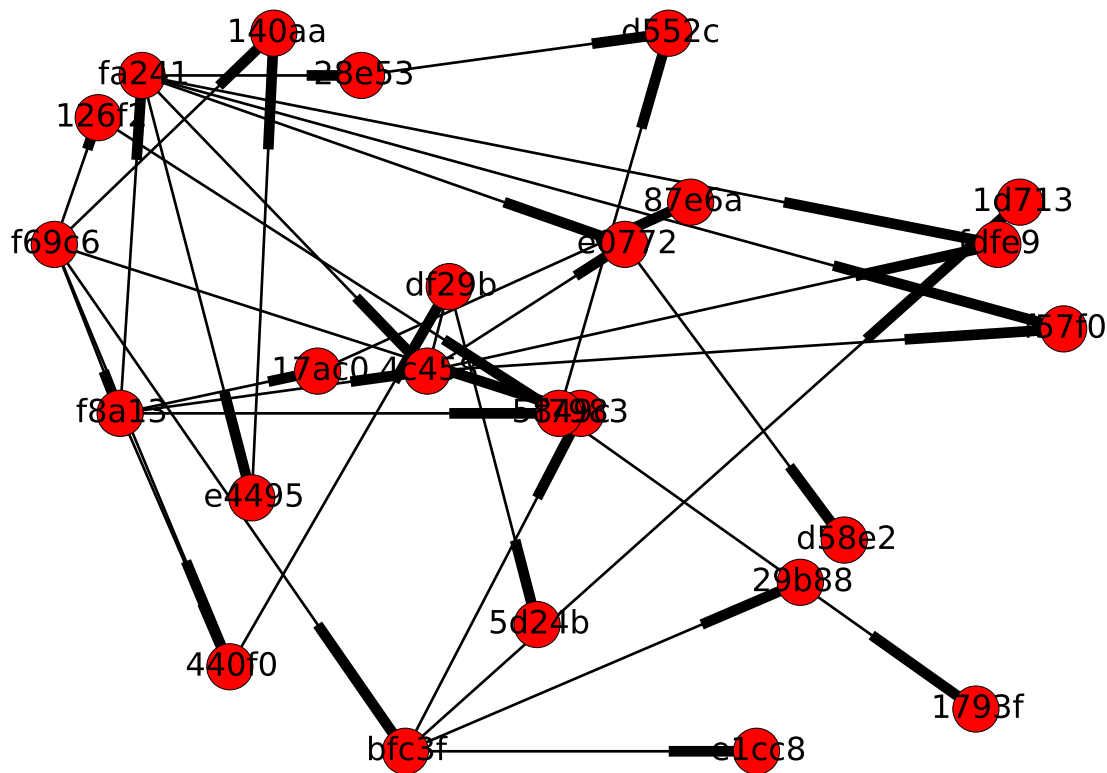 140aa
d552c
fa241
28e53
126f2
87e6a
1d713
f69c6
e0772
fdfe9
df29b
f57f0
17ac0
f8a13
e4495
d58e2
29b88
5d24b
440f0
1793f
bfc3f
e1cc8